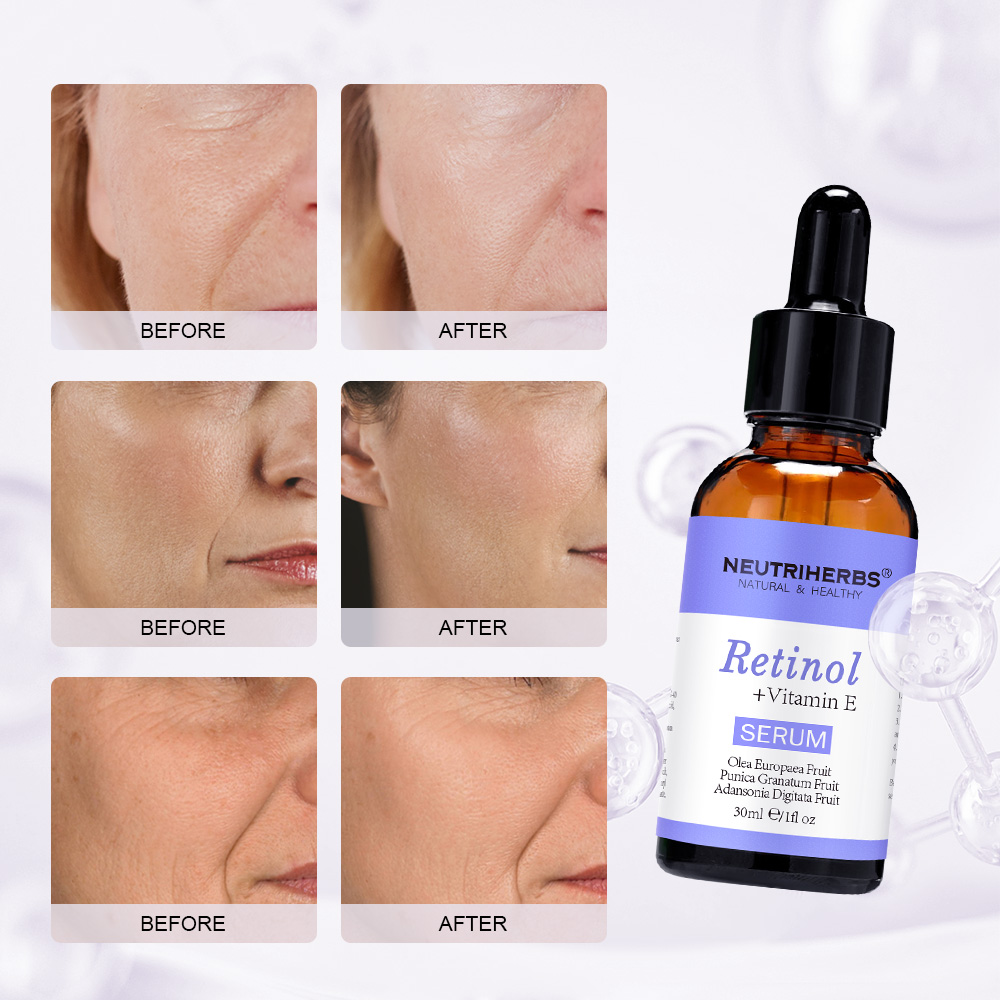 BEFORE
AFTER
BEFORE
AFTER
BEFORE
AFTER
NEUTRIHERBS®
NATURAL & HEALTHY
Retinol
+Vitamin E
SERUM
Olea Europaea Fruit
Punica Granatum Fruit
Adansonia Digitata Fruit
30ml ℮/1fl oz